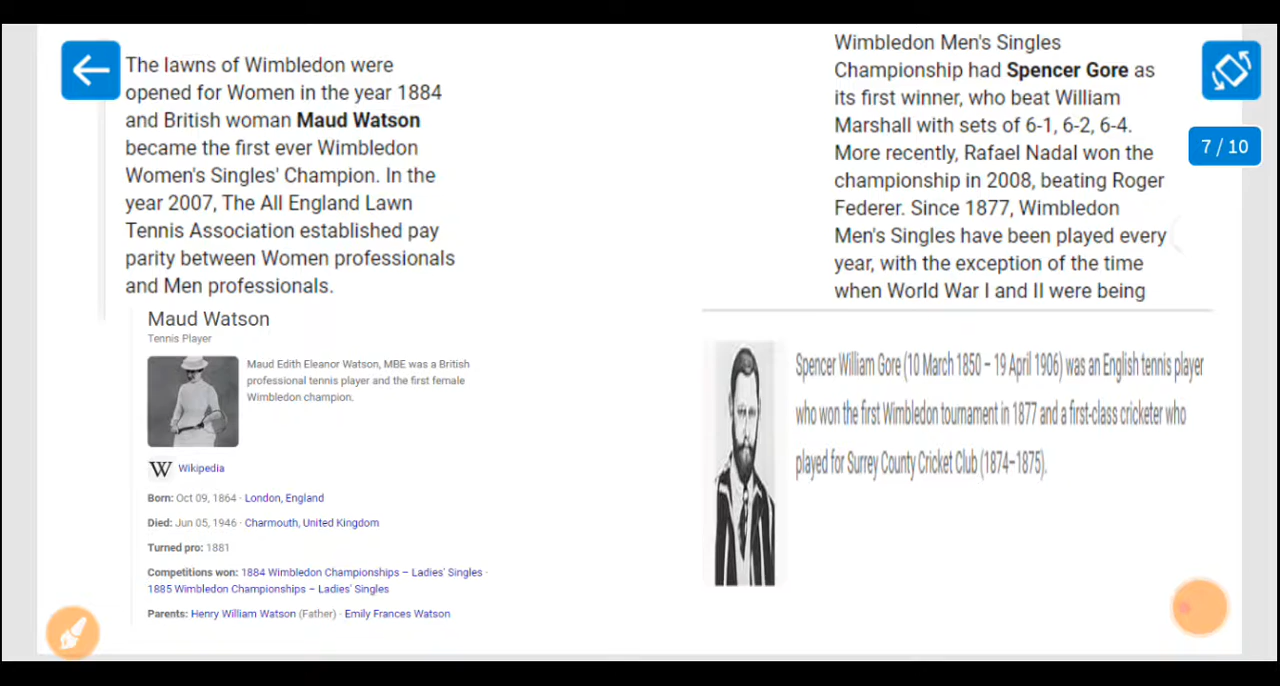 The lawns of Wimbledon were
opened for Women in the year 1884
and British woman Maud Watson
became the first ever Wimbledon
Women's Singles' Champion. In the
year 2007, The All England Lawn
Tennis Association established pay
parity between Women professionals
and Men professionals.
Maud Watson
Tennis Player
Maud Edith Eleanor Watson, MBE was a British
professional tennis player and the first female
Wimbledon champion.
W Wikipedia
Born: Oct 09, 1864 · London, England
Died: Jun 05, 1946 · Charmouth, United Kingdom
Turned pro: 1881
Competitions won: 1884 Wimbledon Championships – Ladies' Singles ·
1885 Wimbledon Championships – Ladies' Singles
Parents: Henry William Watson (Father) · Emily Frances Watson
Wimbledon Men's Singles
Championship had Spencer Gore as
its first winner, who beat William
Marshall with sets of 6-1, 6-2, 6-4.
More recently, Rafael Nadal won the
championship in 2008, beating Roger
Federer. Since 1877, Wimbledon
Men's Singles have been played every
year, with the exception of the time
when World War I and II were being
Spencer William Gore (10 March 1850 – 19 April 1906) was an English tennis player
who won the first Wimbledon tournament in 1877 and a first-class cricketer who
played for Surrey County Cricket Club (1874–1875).
7 / 10